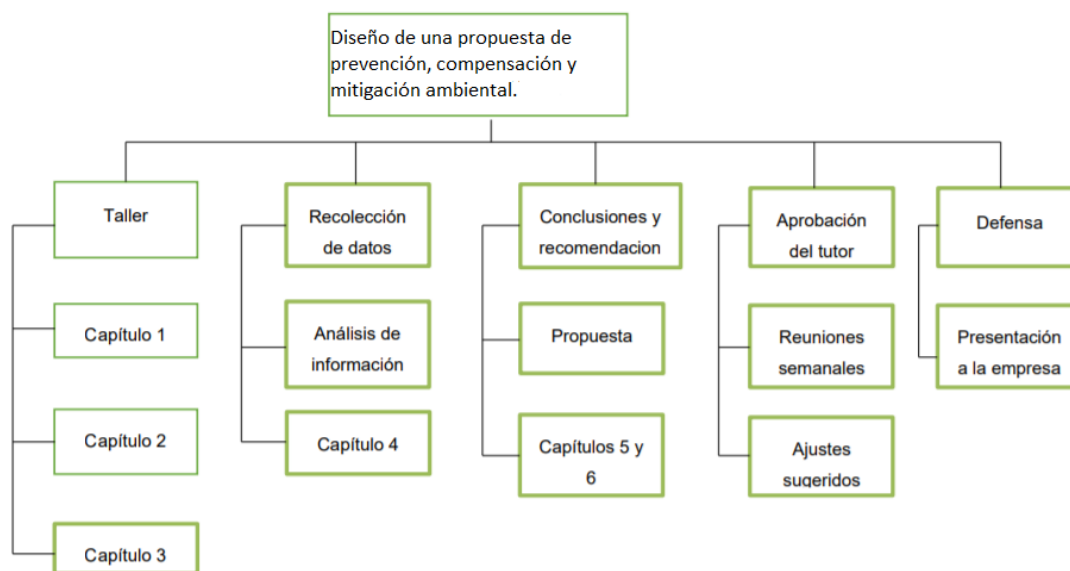 Diseño de una propuesta de
prevención, compensación y
mitigación ambiental.
Taller
Recolección
de datos
Conclusiones y
recomendacion
Aprobación
del tutor
Defensa
Capítulo 1
Análisis de
información
Propuesta
Reuniones
semanales
Presentación
a la empresa
Capítulo 2
Capítulo 4
Capítulos 5 y
6
Ajustes
sugeridos
Capítulo 3